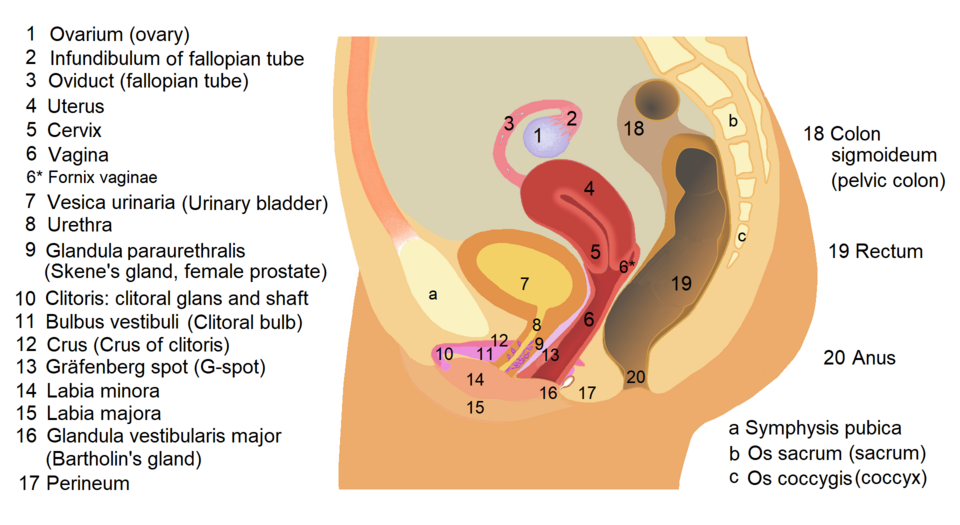 1 Ovarium (ovary)
2 Infundibulum of fallopian tube
3 Oviduct (fallopian tube)
4 Uterus
5 Cervix
6 Vagina
6* Fornix vaginae
7 Vesica urinaria (Urinary bladder)
8 Urethra
9 Glandula paraurethralis
(Skene's gland, female prostate)
10 Clitoris: clitoral glans and shaft
11 Bulbus vestibuli (Clitoral bulb)
12 Crus (Crus of clitoris)
13 Gräfenberg spot (G-spot)
14 Labia minora
15 Labia majora
16 Glandula vestibularis major
(Bartholin's gland)
17 Perineum
1
2
3
4
5
6*
6
7
8
9
10
11
12
13
14
15
16
17
18
19
20
a
b
c
18 Colon
sigmoideum
(pelvic colon)
19 Rectum
20 Anus
a Symphysis pubica
b Os sacrum (sacrum)
c Os coccygis (coccyx)